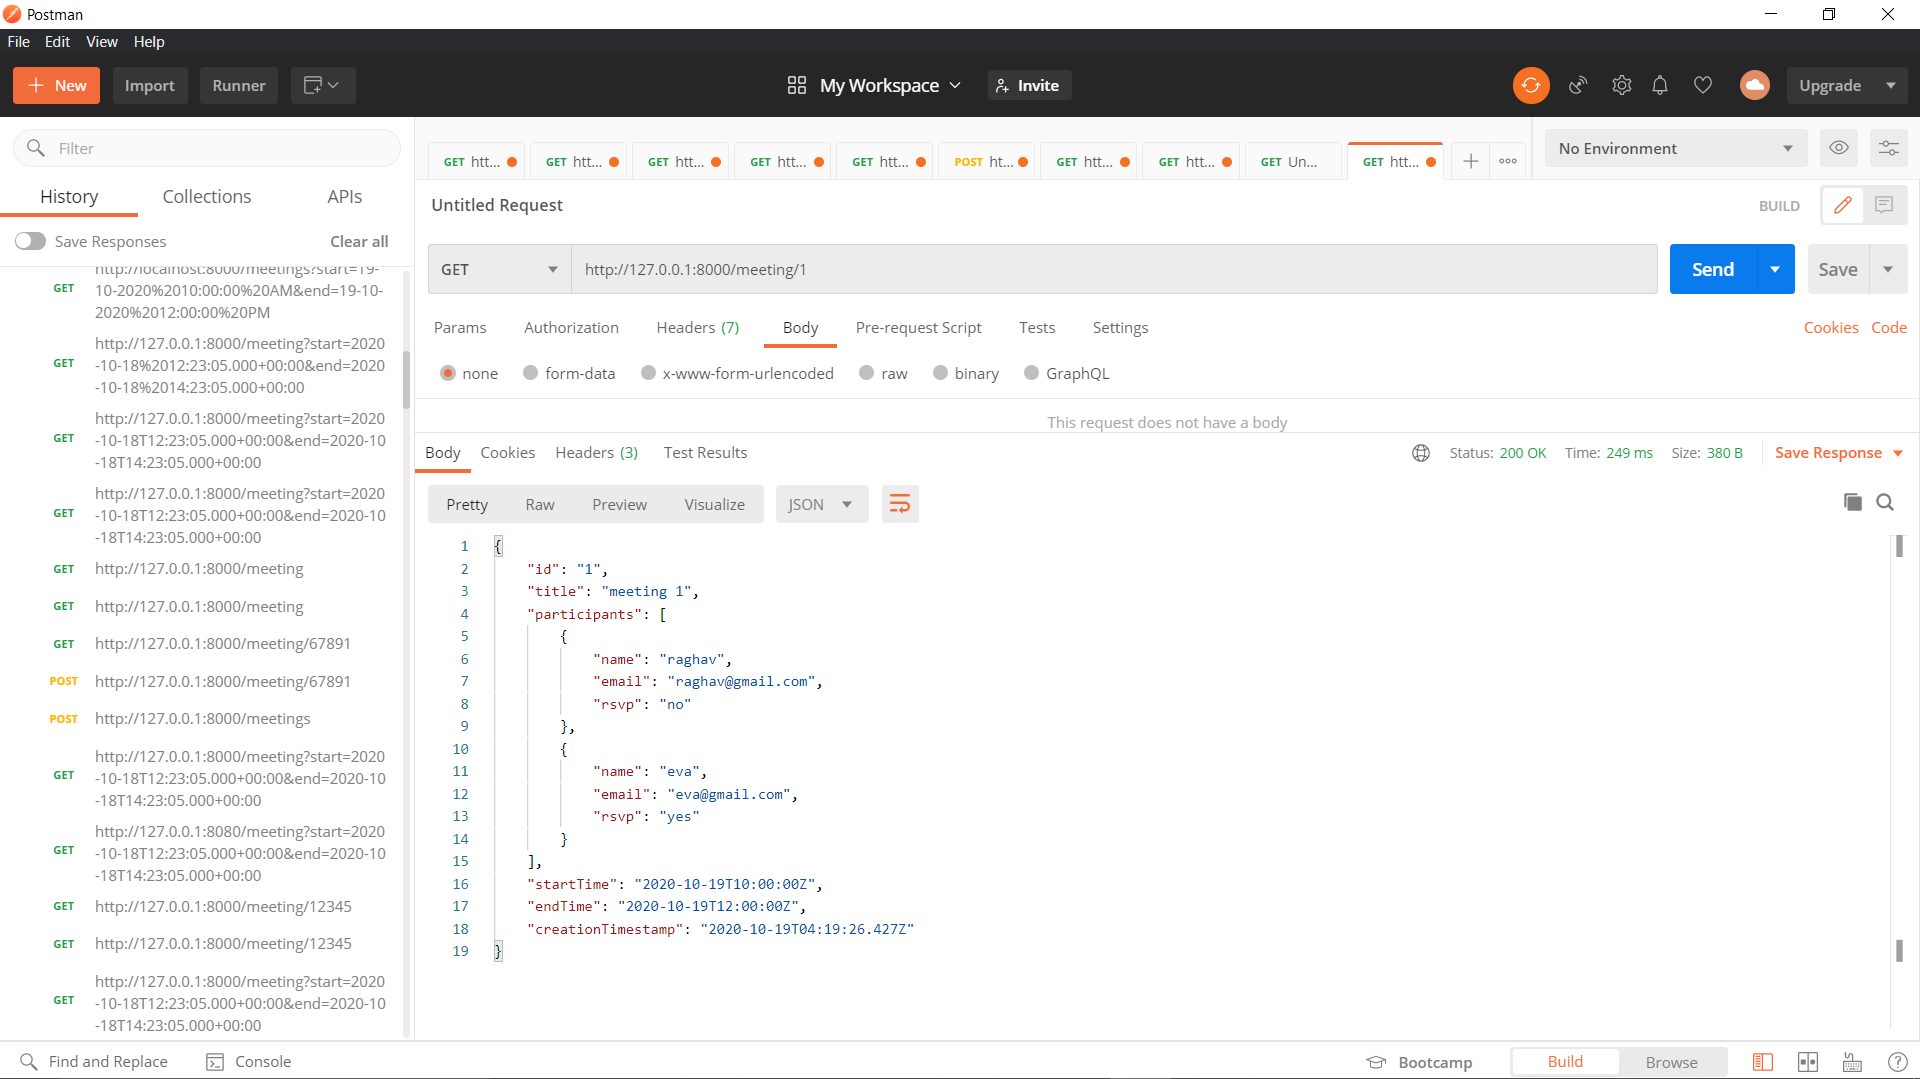 Postman
File Edit View Help
New Import Runner My Workspace Invite Upgrade
Filter
History Collections APIs
Save Responses Clear all
http://localhost:8000/meetings?start=19-
GET 10-2020%2010:00:00%20AM&end=19-10-
2020%2012:00:00%20PM
http://127.0.0.1:8000/meeting?start=2020
GET -10-18%2012:23:05.000+00:00&end=2020
-10-18%2014:23:05.000+00:00
http://127.0.0.1:8000/meeting?start=2020
GET -10-18T12:23:05.000+00:00&end=2020-10
-18T14:23:05.000+00:00
http://127.0.0.1:8000/meeting?start=2020
GET -10-18T12:23:05.000+00:00&end=2020-10
-18T14:23:05.000+00:00
GET http://127.0.0.1:8000/meeting
GET http://127.0.0.1:8000/meeting
GET http://127.0.0.1:8000/meeting/67891
POST http://127.0.0.1:8000/meeting/67891
POST http://127.0.0.1:8000/meetings
http://127.0.0.1:8000/meeting?start=2020
GET -10-18T12:23:05.000+00:00&end=2020-10
-18T14:23:05.000+00:00
http://127.0.0.1:8080/meeting?start=2020
GET -10-18T12:23:05.000+00:00&end=2020-10
-18T14:23:05.000+00:00
GET http://127.0.0.1:8000/meeting/12345
GET http://127.0.0.1:8000/meeting/12345
http://127.0.0.1:8000/meeting?start=2020
GET -10-18T12:23:05.000+00:00&end=2020-10
-18T14:23:05.000+00:00
GET htt... GET htt... GET htt... GET htt... GET htt... POST ht... GET htt... GET htt... GET Un... GET htt...
No Environment
Untitled Request BUILD
GET http://127.0.0.1:8000/meeting/1 Send Save
Params Authorization Headers (7) Body Pre-request Script Tests Settings Cookies Code
none form-data x-www-form-urlencoded raw binary GraphQL
This request does not have a body
Body Cookies Headers (3) Test Results Status: 200 OK Time: 249 ms Size: 380 B Save Response
Pretty Raw Preview Visualize JSON
1 {
2 "id": "1",
3 "title": "meeting 1",
4 "participants": [
5 {
6 "name": "raghav",
7 "email": "raghav@gmail.com",
8 "rsvp": "no"
9 },
10 {
11 "name": "eva",
12 "email": "eva@gmail.com",
13 "rsvp": "yes"
14 }
15 ],
16 "startTime": "2020-10-19T10:00:00Z",
17 "endTime": "2020-10-19T12:00:00Z",
18 "creationTimestamp": "2020-10-19T04:19:26.427Z"
19 }
Find and Replace Console Bootcamp Build Browse